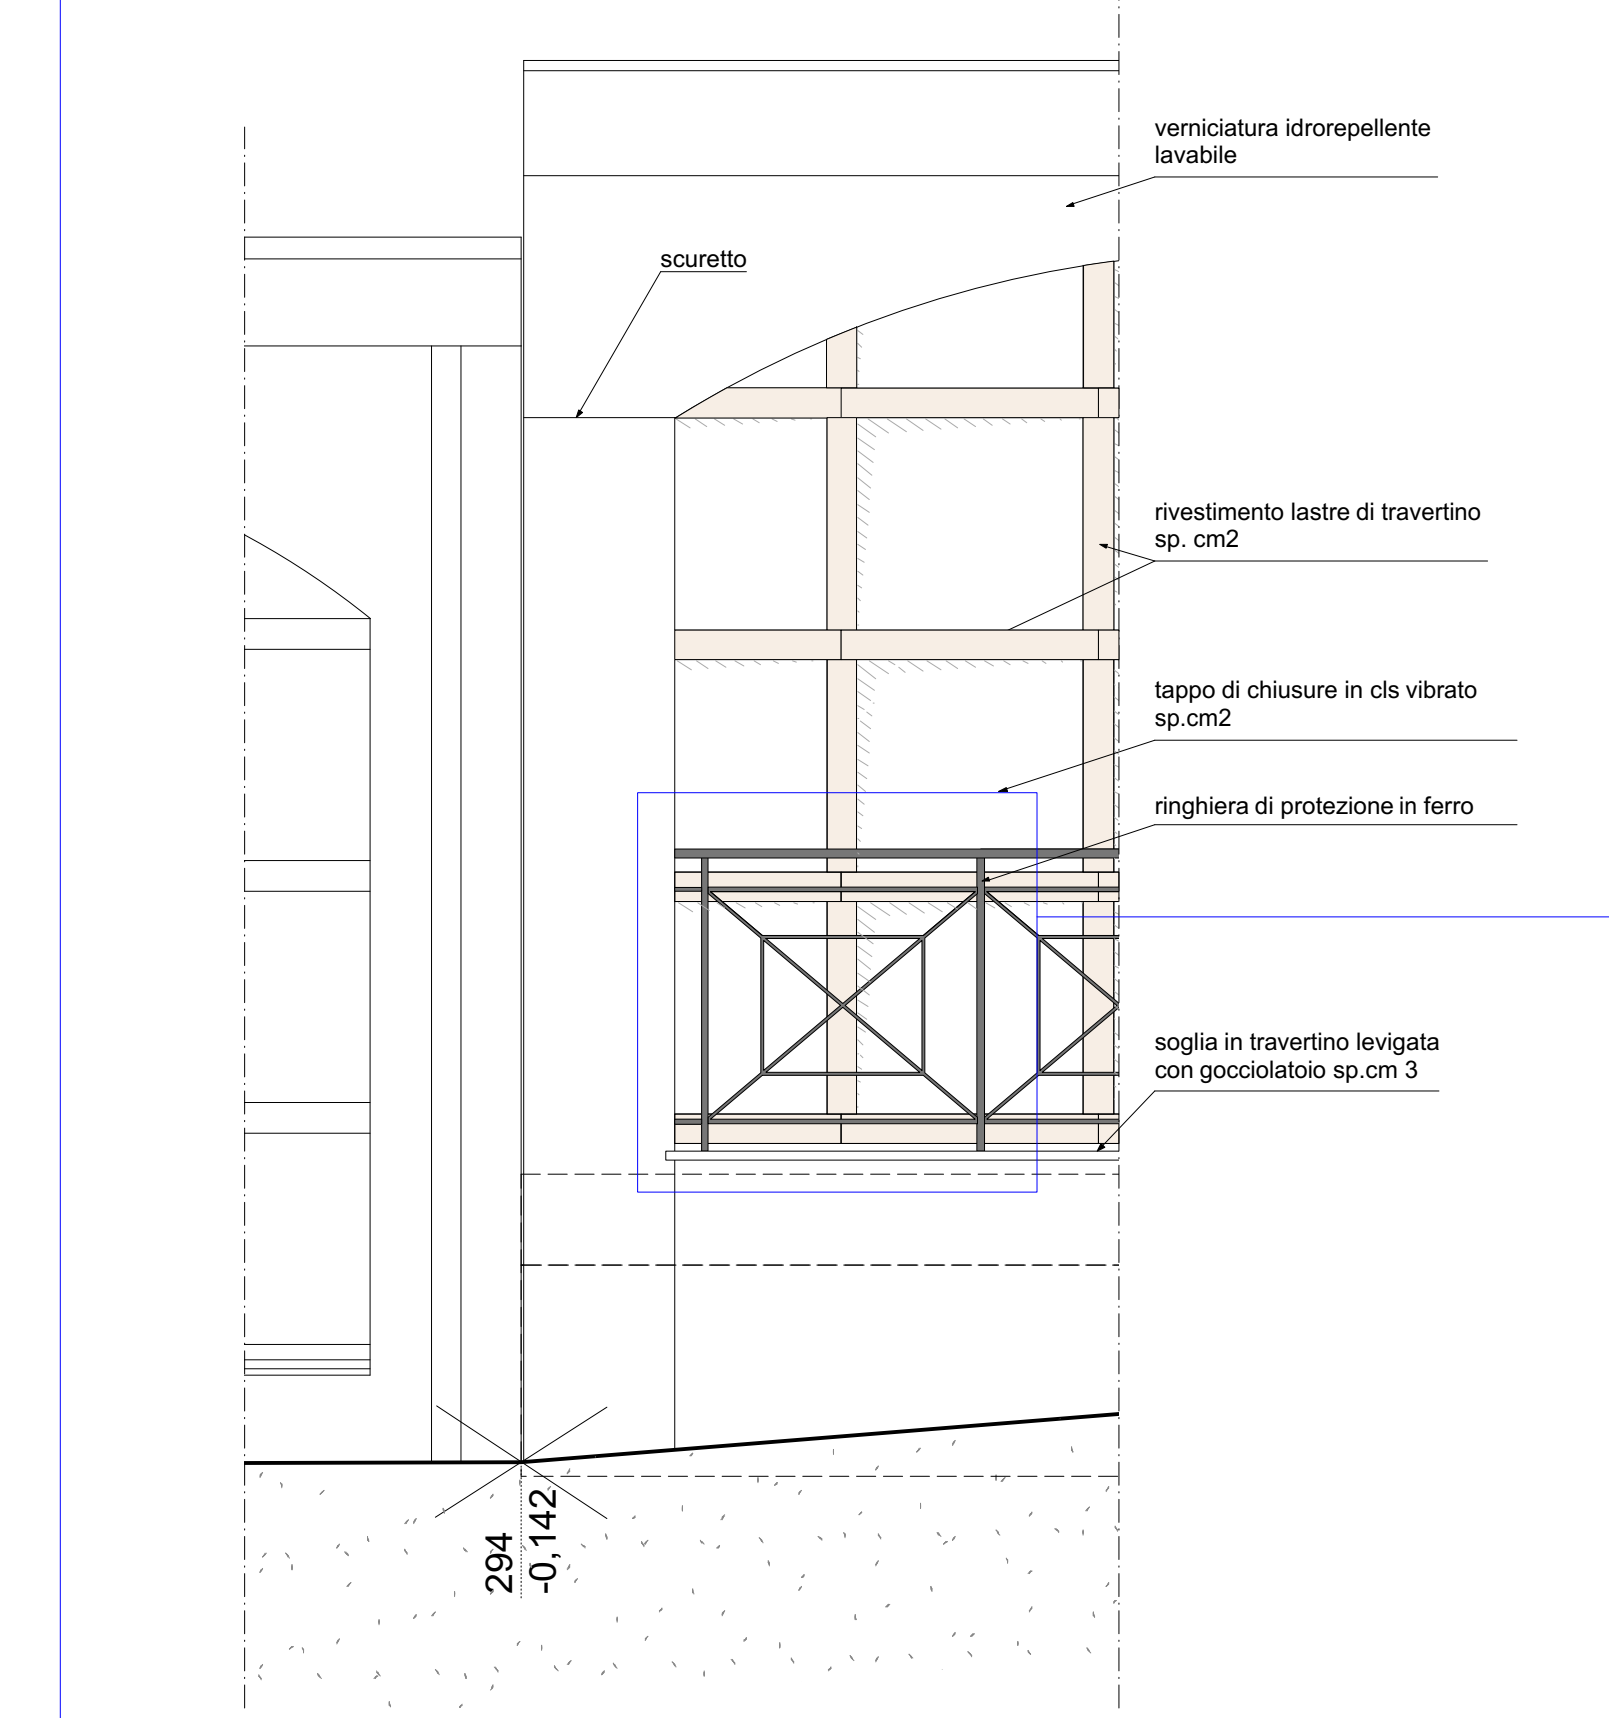 verniciatura idrorepellente
lavabile
scuretto
rivestimento lastre di travertino
sp. cm2
tappo di chiusure in cls vibrato
sp.cm2
ringhiera di protezione in ferro
soglia in travertino levigata
con gocciolatoio sp.cm 3
294
-0,142